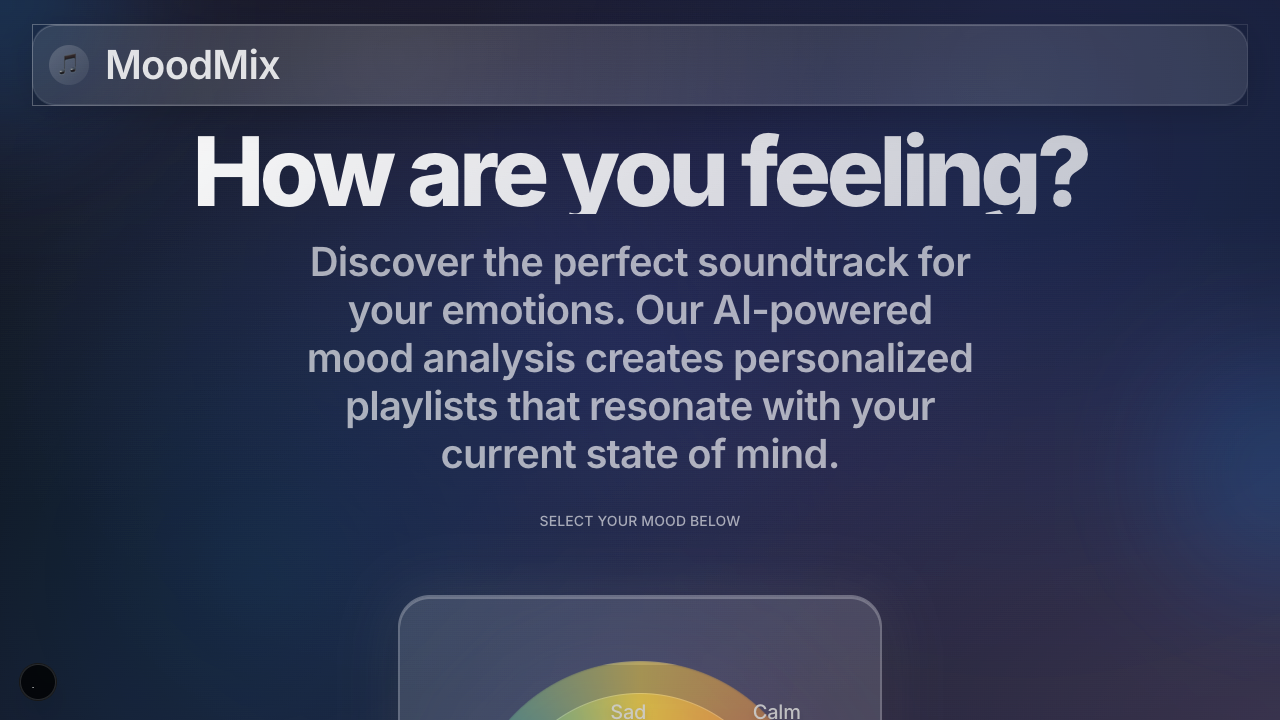 MoodMix
How are you feeling?
Discover the perfect soundtrack for
your emotions. Our AI-powered
mood analysis creates personalized
playlists that resonate with your
current state of mind.
SELECT YOUR MOOD BELOW
Sad Calm